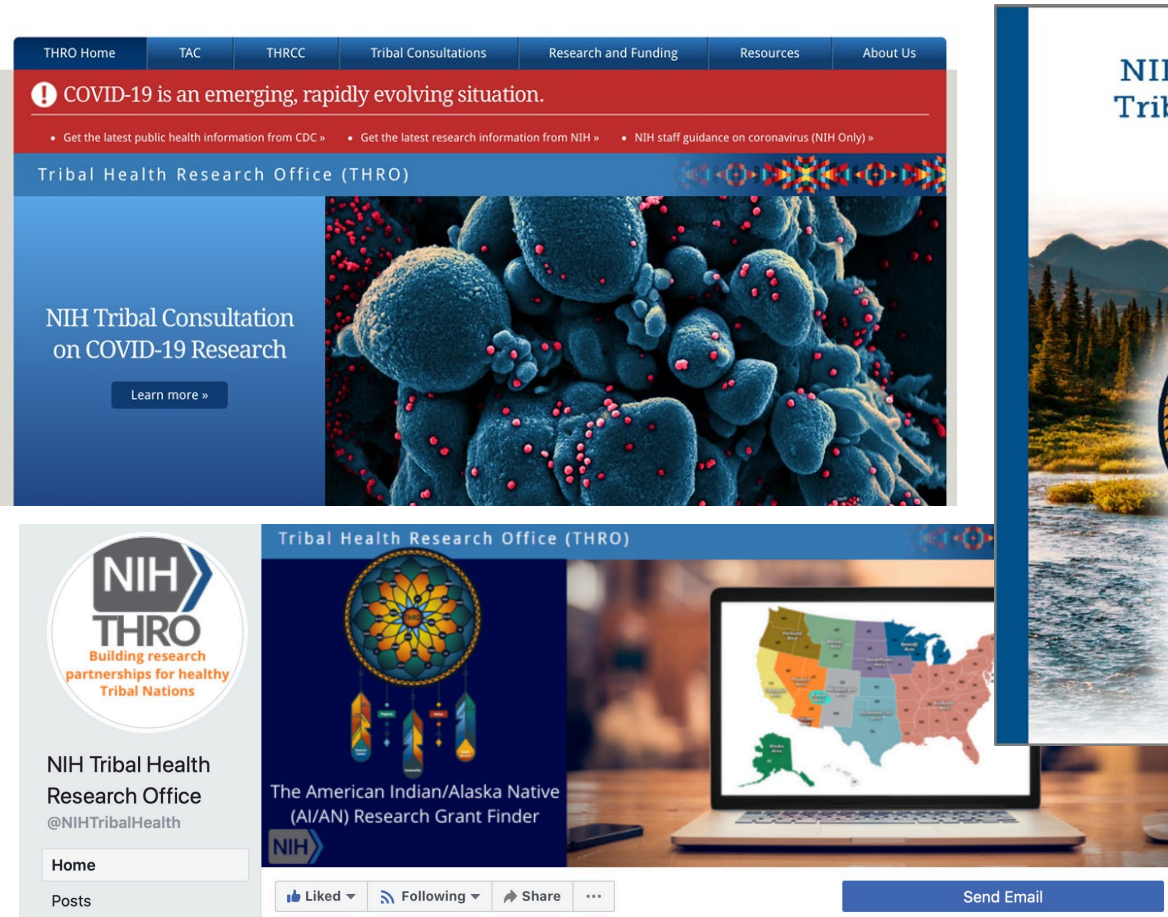 THRO Home TAC THRCC Tribal Consultations Research and Funding Resources About Us
COVID-19 is an emerging, rapidly evolving situation.
• Get the latest public health information from CDC » • Get the latest research information from NIH » • NIH staff guidance on coronavirus (NIH Only) »
Tribal Health Research Office (THRO)
NIH Tribal Consultation
on COVID-19 Research
Learn more »
NIH
THRO
Building research
partnerships for healthy
Tribal Nations
NIH Tribal Health
Research Office
@NIHTribalHealth
Home
Posts
Tribal Health Research Office (THRO)
THRO
The American Indian/Alaska Native
(AI/AN) Research Grant Finder
NIH
Alaska
Area
Liked Following Share ...
Send Email